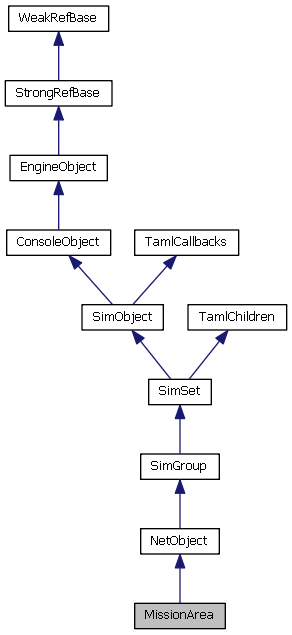 WeakRefBase
StrongRefBase
EngineObject
ConsoleObject
TamlCallbacks
SimObject
TamlChildren
SimSet
SimGroup
NetObject
MissionArea